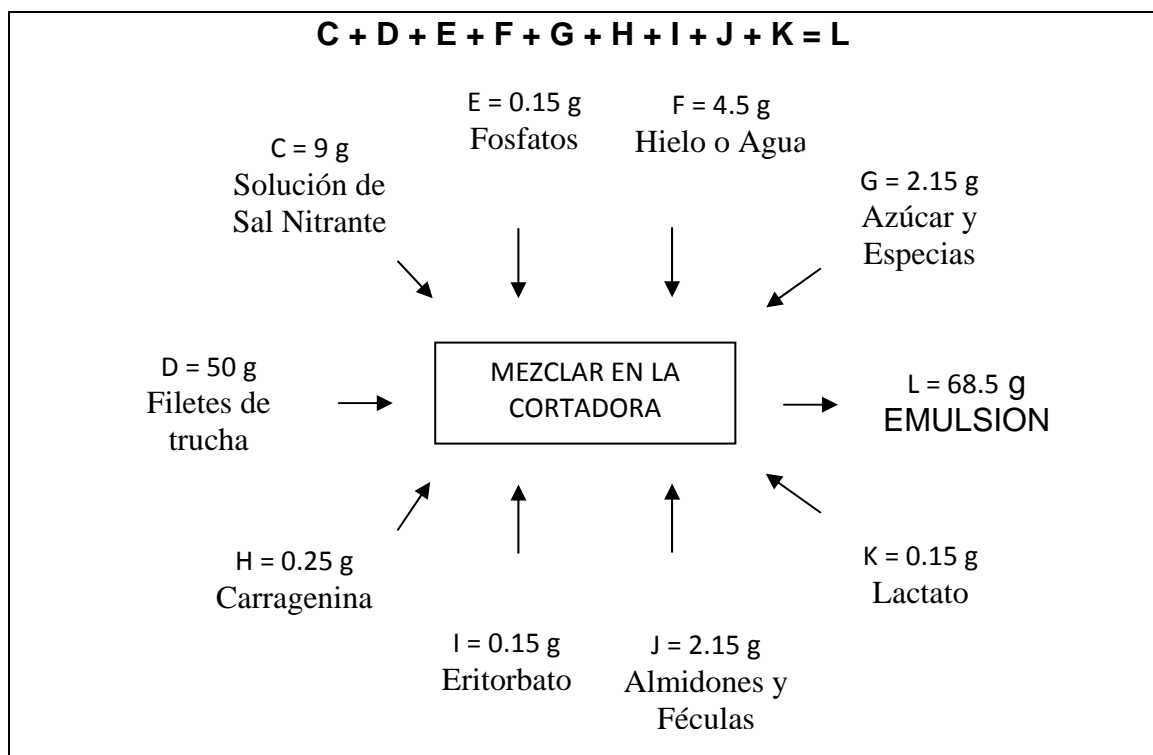 C + D + E + F + G + H + I + J + K = L
E = 0.15 g
Fosfatos
F = 4.5 g
Hielo o Agua
C = 9 g
Solución de
Sal Nitrante
G = 2.15 g
Azúcar y
Especias
D = 50 g
Filetes de
trucha
MEZCLAR EN LA
CORTADORA
L = 68.5 g
EMULSION
H = 0.25 g
Carragenina
K = 0.15 g
Lactato
I = 0.15 g
Eritorbato
J = 2.15 g
Almidones y
Féculas